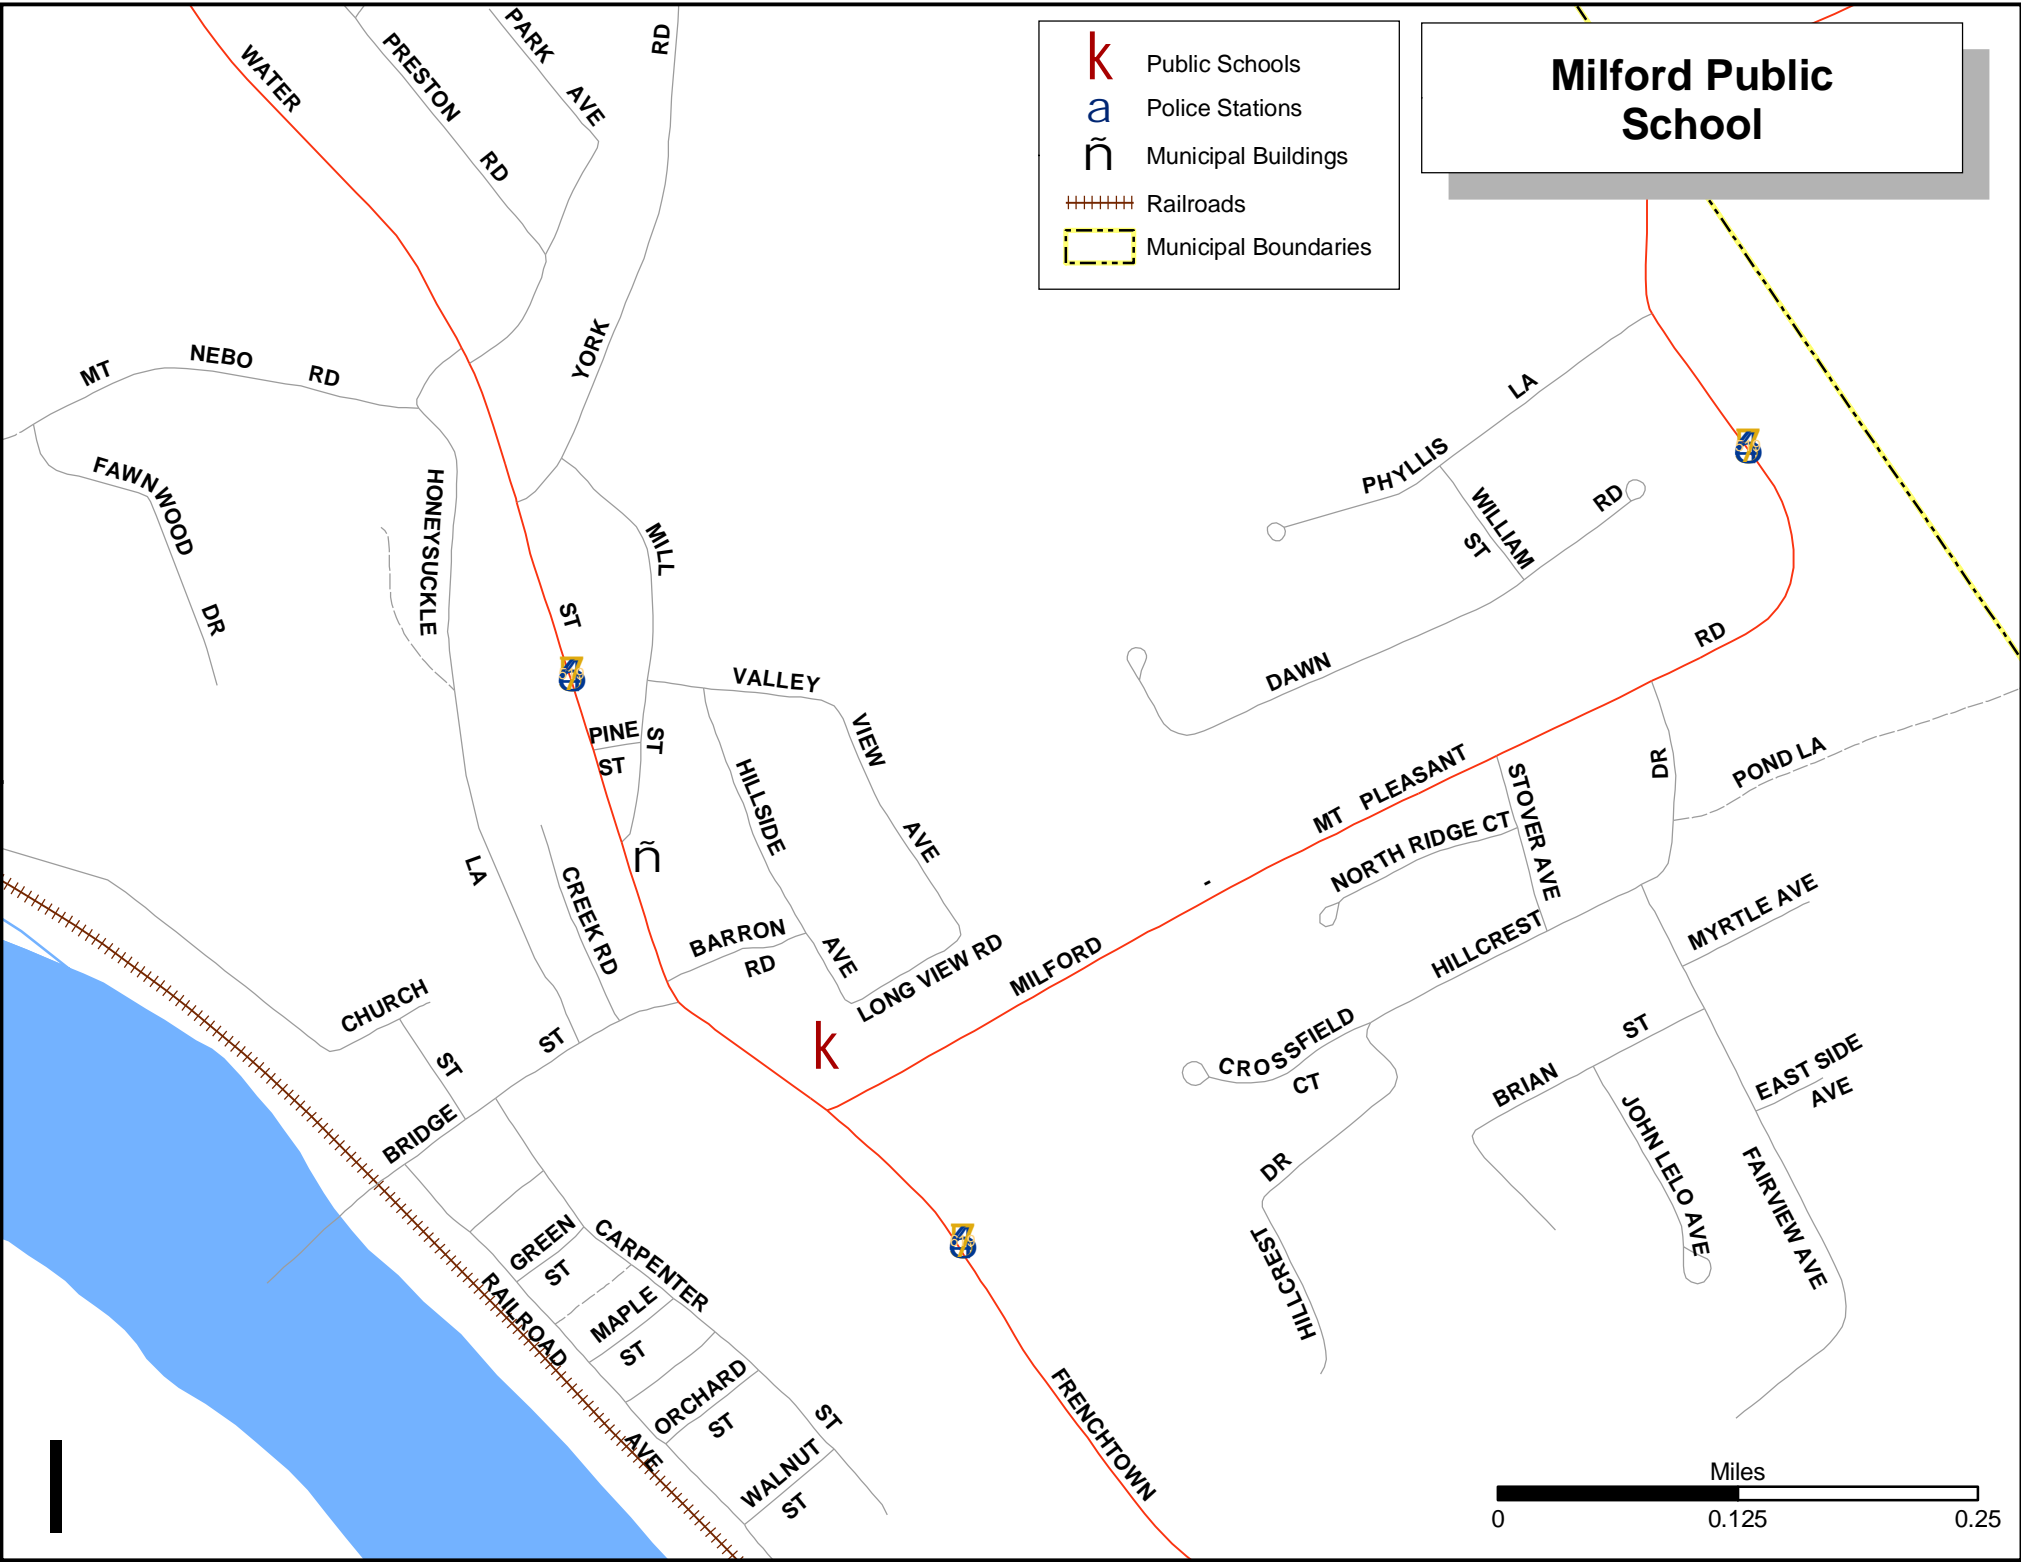 Milford Public
School
k Public Schools
a Police Stations
ñ Municipal Buildings
Railroads
Municipal Boundaries
WATER
PRESTON
RD
PARK
AVE
RD
YORK
MT
NEBO
RD
FAWNWOOD
DR
HONEYSUCKLE
LA
MILL
ST
ST
PINE
ST
VALLEY
VIEW
AVE
HILLSIDE
AVE
ñ
CREEK RD
BARRON
RD
LONG VIEW RD
k
CHURCH
ST
BRIDGE
ST
GREEN
ST
CARPENTER
ST
MAPLE
ST
RAILROAD
AVE
ORCHARD
ST
WALNUT
ST
FRENCHTOWN
MILFORD
-
MT
PLEASANT
RD
PHYLLIS
LA
WILLIAM
ST
DAWN
RD
NORTH RIDGE CT
STOVER AVE
DR
POND LA
HILLCREST
CROSSFIELD
CT
DR
HILLCREST
MYRTLE AVE
BRIAN
ST
JOHN LELO AVE
EAST SIDE
AVE
FAIRVIEW AVE
Miles
0
0.125
0.25